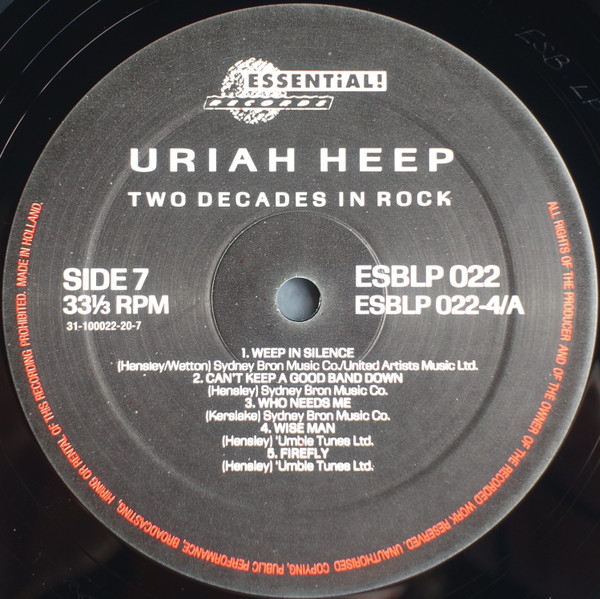 ESSENTiAL!
RECORDS
URIAH HEEP
TWO DECADES IN ROCK
SIDE 7
33⅓ RPM
31-100022-20-7
ESBLP 022
ESBLP 022-4/A
1. WEEP IN SILENCE
(Hensley/Wetton) Sydney Bron Music Co./United Artists Music Ltd.
2. CAN'T KEEP A GOOD BAND DOWN
(Hensley) Sydney Bron Music Co.
3. WHO NEEDS ME
(Kerslake) Sydney Bron Music Co.
4. WISE MAN
(Hensley) 'Umble Tunes Ltd.
5. FIREFLY
(Hensley) 'Umble Tunes Ltd.
ALL RIGHTS OF THE PRODUCER AND OF THE OWNER OF THE RECORDED WORK RESERVED. UNAUTHORISED COPYING, PUBLIC PERFORMANCE, BROADCASTING, HIRING OR RENTAL OF THIS RECORDING PROHIBITED. MADE IN HOLLAND.
ESB LP